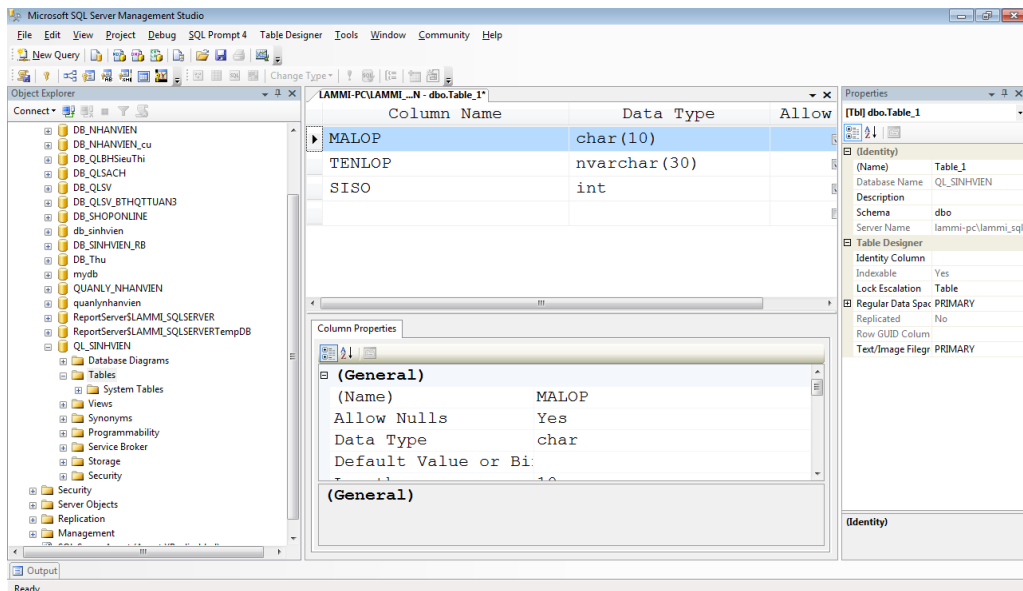 Microsoft SQL Server Management Studio
File Edit View Project Debug SQL Prompt 4 Table Designer Tools Window Community Help
New Query
Change Type
Object Explorer
Connect
DB_NHANVIEN
DB_NHANVIEN_cu
DB_QLBHSieuThi
DB_QLSACH
DB_QLSV
DB_QLSV_BTHQTTUAN3
DB_SHOPONLINE
db_sinhvien
DB_SINHVIEN_RB
DB_Thu
mydb
QUANLY_NHANVIEN
quanlynhanvien
ReportServer$LAMMI_SQLSERVER
ReportServer$LAMMI_SQLSERVERTempDB
QL_SINHVIEN
Database Diagrams
Tables
System Tables
Views
Synonyms
Programmability
Service Broker
Storage
Security
Security
Server Objects
Replication
Management
LAMMI-PC\LAMMI_...N - dbo.Table_1*
Column Name Data Type Allow
MALOP char(10)
TENLOP nvarchar(30)
SISO int
Column Properties
(General)
(Name) MALOP
Allow Nulls Yes
Data Type char
Default Value or Bi
(General)
Properties
[Tbl] dbo.Table_1
(Identity)
(Name) Table_1
Database Name QL_SINHVIEN
Description
Schema dbo
Server Name lammi-pc\lammi_sql
Table Designer
Identity Column
Indexable Yes
Lock Escalation Table
Regular Data Spac PRIMARY
Replicated No
Row GUID Colum
Text/Image Filegr PRIMARY
(Identity)
Output
Ready